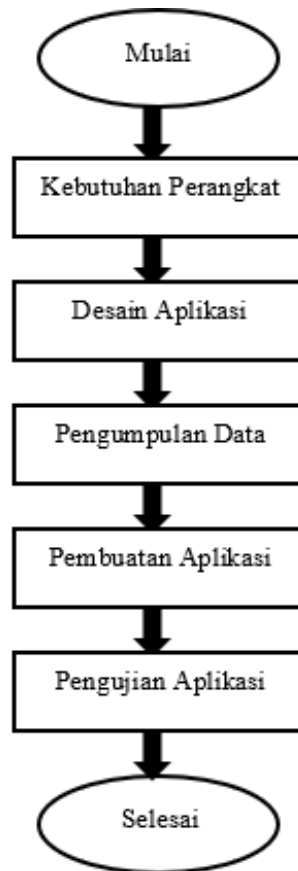 Mulai
Kebutuhan Perangkat
Desain Aplikasi
Pengumpulan Data
Pembuatan Aplikasi
Pengujian Aplikasi
Selesai